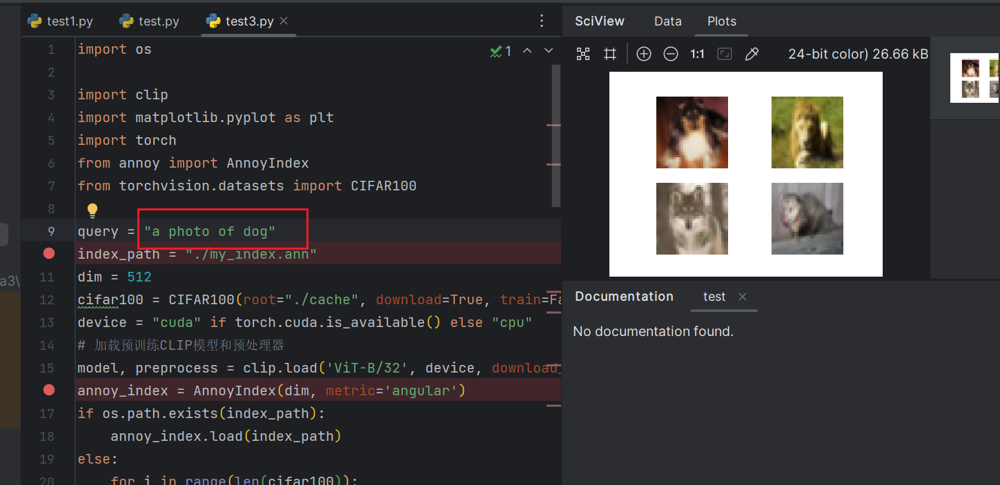 test1.py test.py test3.py
SciView Data Plots
1:1 24-bit color) 26.66 kB
1
1 import os
2
3 import clip
4 import matplotlib.pyplot as plt
5 import torch
6 from annoy import AnnoyIndex
7 from torchvision.datasets import CIFAR100
8
9 query = "a photo of dog"
index_path = "./my_index.ann"
11 dim = 512
12 cifar100 = CIFAR100(root="./cache", download=True, train=Fa
13 device = "cuda" if torch.cuda.is_available() else "cpu"
14 # 加载预训练CLIP模型和预处理器
15 model, preprocess = clip.load('ViT-B/32', device, download_
annoy_index = AnnoyIndex(dim, metric='angular')
17 if os.path.exists(index_path):
18 annoy_index.load(index_path)
19 else:
20 for i in range(len(cifar100)):
a3\
Documentation test
No documentation found.